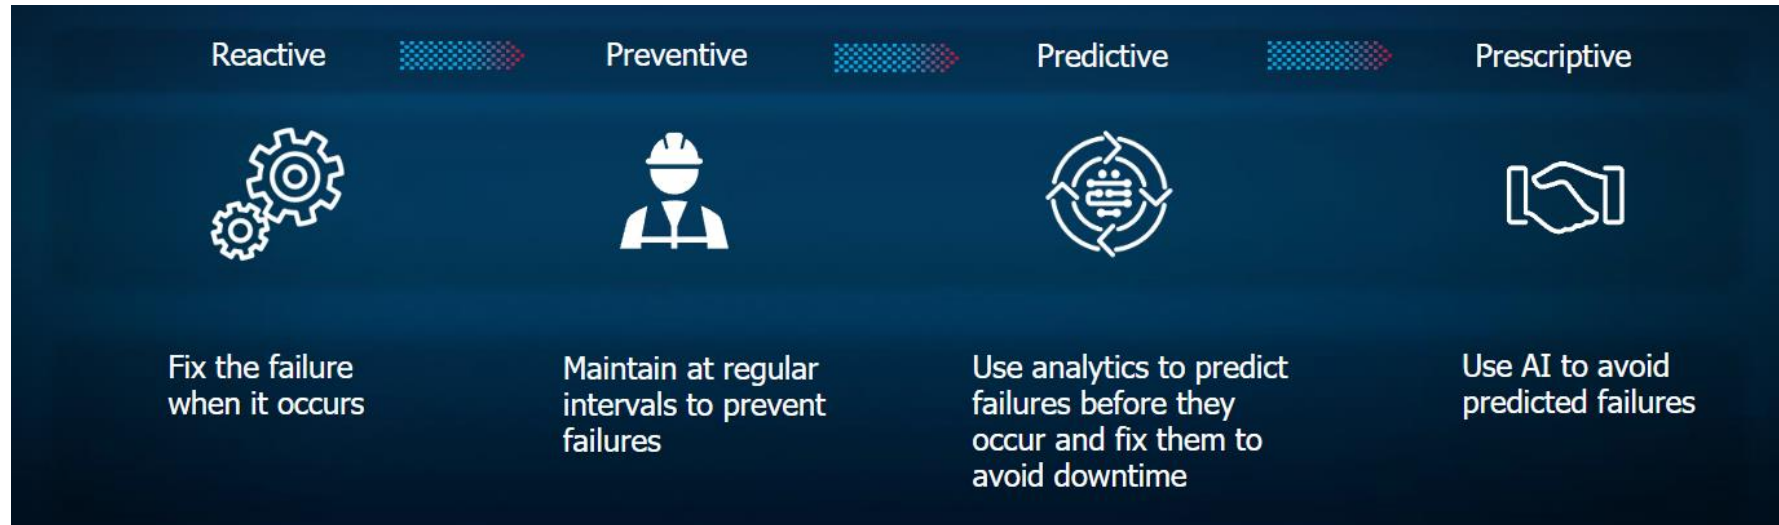 Reactive
Preventive
Predictive
Prescriptive
Fix the failure
when it occurs
Maintain at regular
intervals to prevent
failures
Use analytics to predict
failures before they
occur and fix them to
avoid downtime
Use AI to avoid
predicted failures